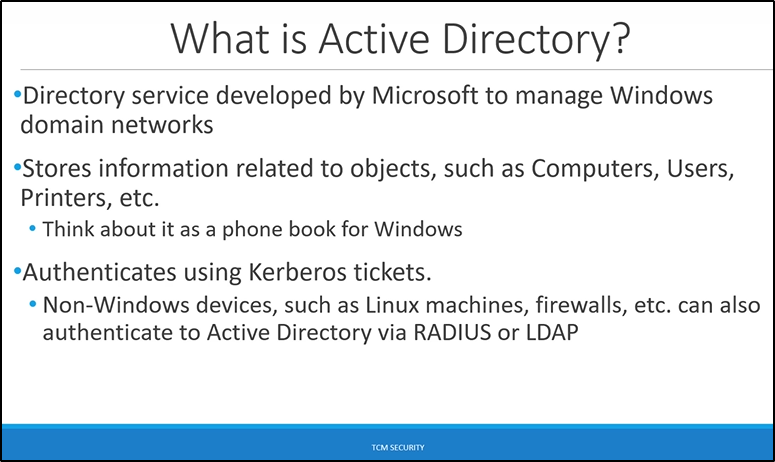 What is Active Directory?
•Directory service developed by Microsoft to manage Windows
domain networks
•Stores information related to objects, such as Computers, Users,
Printers, etc.
• Think about it as a phone book for Windows
•Authenticates using Kerberos tickets.
• Non-Windows devices, such as Linux machines, firewalls, etc. can also
authenticate to Active Directory via RADIUS or LDAP
TCM SECURITY